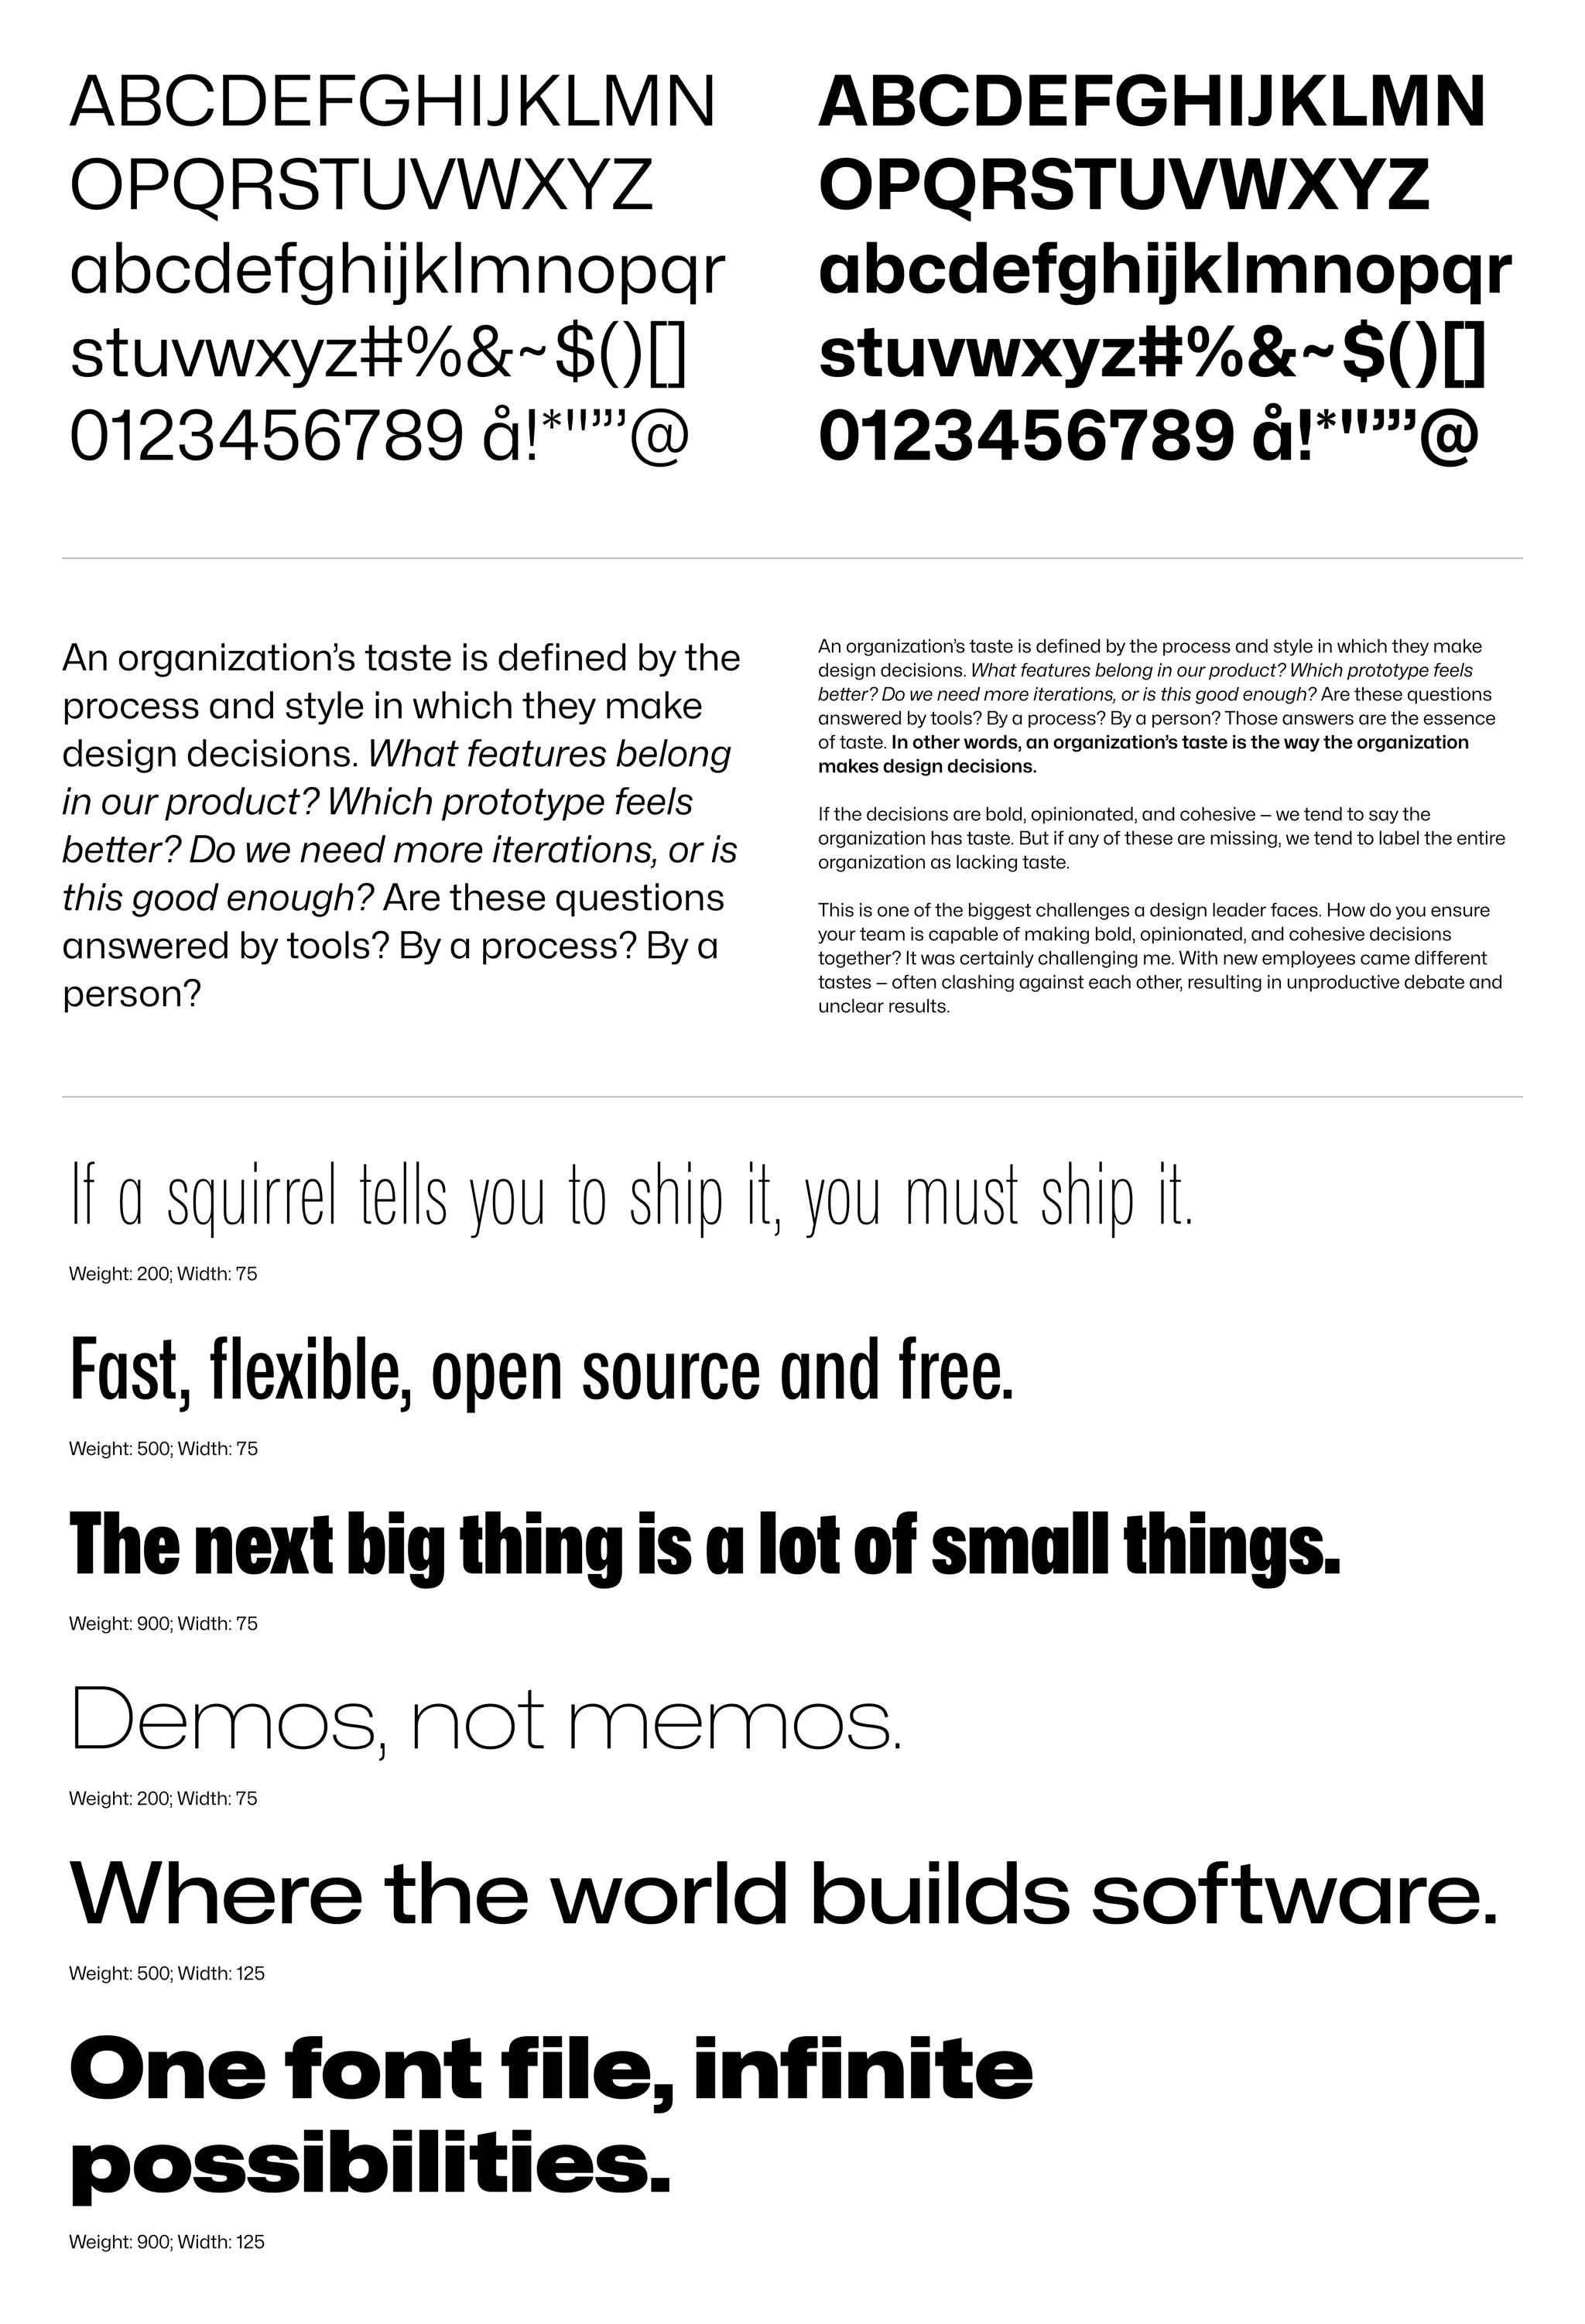 ABCDEFGHIJKLMN
OPQRSTUVWXYZ
abcdefghijklmnopqr
stuvwxyz#%&~$()[]
0123456789 å!*"”’@
ABCDEFGHIJKLMN
OPQRSTUVWXYZ
abcdefghijklmnopqr
stuvwxyz#%&~$()[]
0123456789 å!*"”’@
An organization’s taste is defined by the
process and style in which they make
design decisions. What features belong
in our product? Which prototype feels
better? Do we need more iterations, or is
this good enough? Are these questions
answered by tools? By a process? By a
person?
An organization’s taste is defined by the process and style in which they make
design decisions. What features belong in our product? Which prototype feels
better? Do we need more iterations, or is this good enough? Are these questions
answered by tools? By a process? By a person? Those answers are the essence
of taste. In other words, an organization’s taste is the way the organization
makes design decisions.
If the decisions are bold, opinionated, and cohesive – we tend to say the
organization has taste. But if any of these are missing, we tend to label the entire
organization as lacking taste.
This is one of the biggest challenges a design leader faces. How do you ensure
your team is capable of making bold, opinionated, and cohesive decisions
together? It was certainly challenging me. With new employees came different
tastes – often clashing against each other, resulting in unproductive debate and
unclear results.
If a squirrel tells you to ship it, you must ship it.
Weight: 200; Width: 75
Fast, flexible, open source and free.
Weight: 500; Width: 75
The next big thing is a lot of small things.
Weight: 900; Width: 75
Demos, not memos.
Weight: 200; Width: 75
Where the world builds software.
Weight: 500; Width: 125
One font file, infinite
possibilities.
Weight: 900; Width: 125